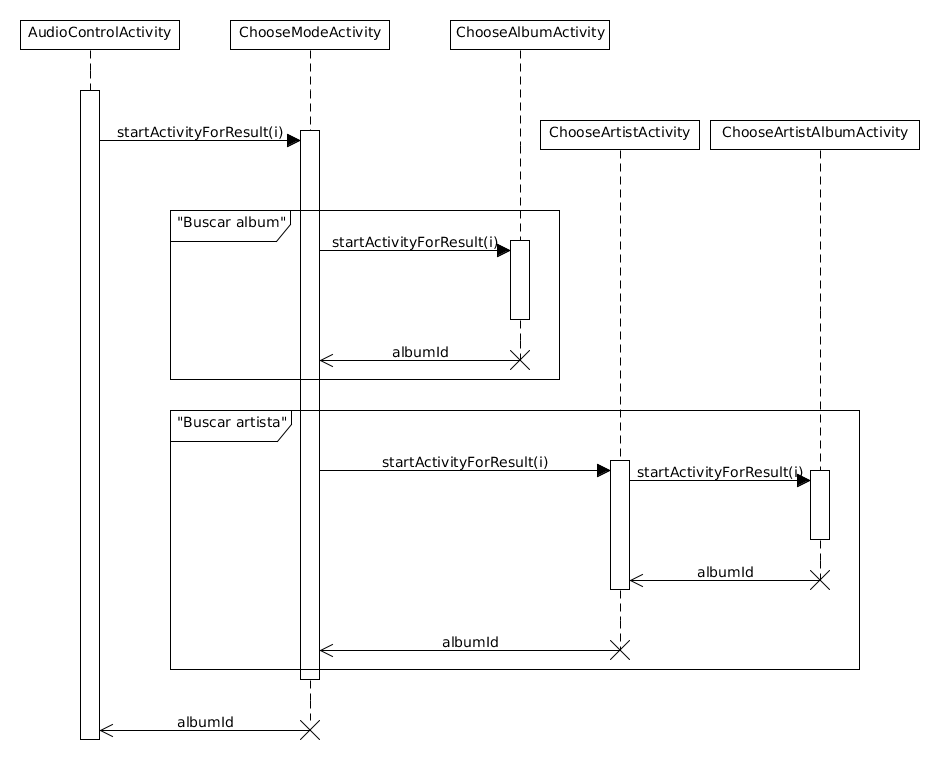 AudioControlActivity
ChooseModeActivity
ChooseAlbumActivity
ChooseArtistActivity
ChooseArtistAlbumActivity
startActivityForResult(i)
"Buscar album"
startActivityForResult(i)
albumId
"Buscar artista"
startActivityForResult(i)
startActivityForResult(i)
albumId
albumId
albumId